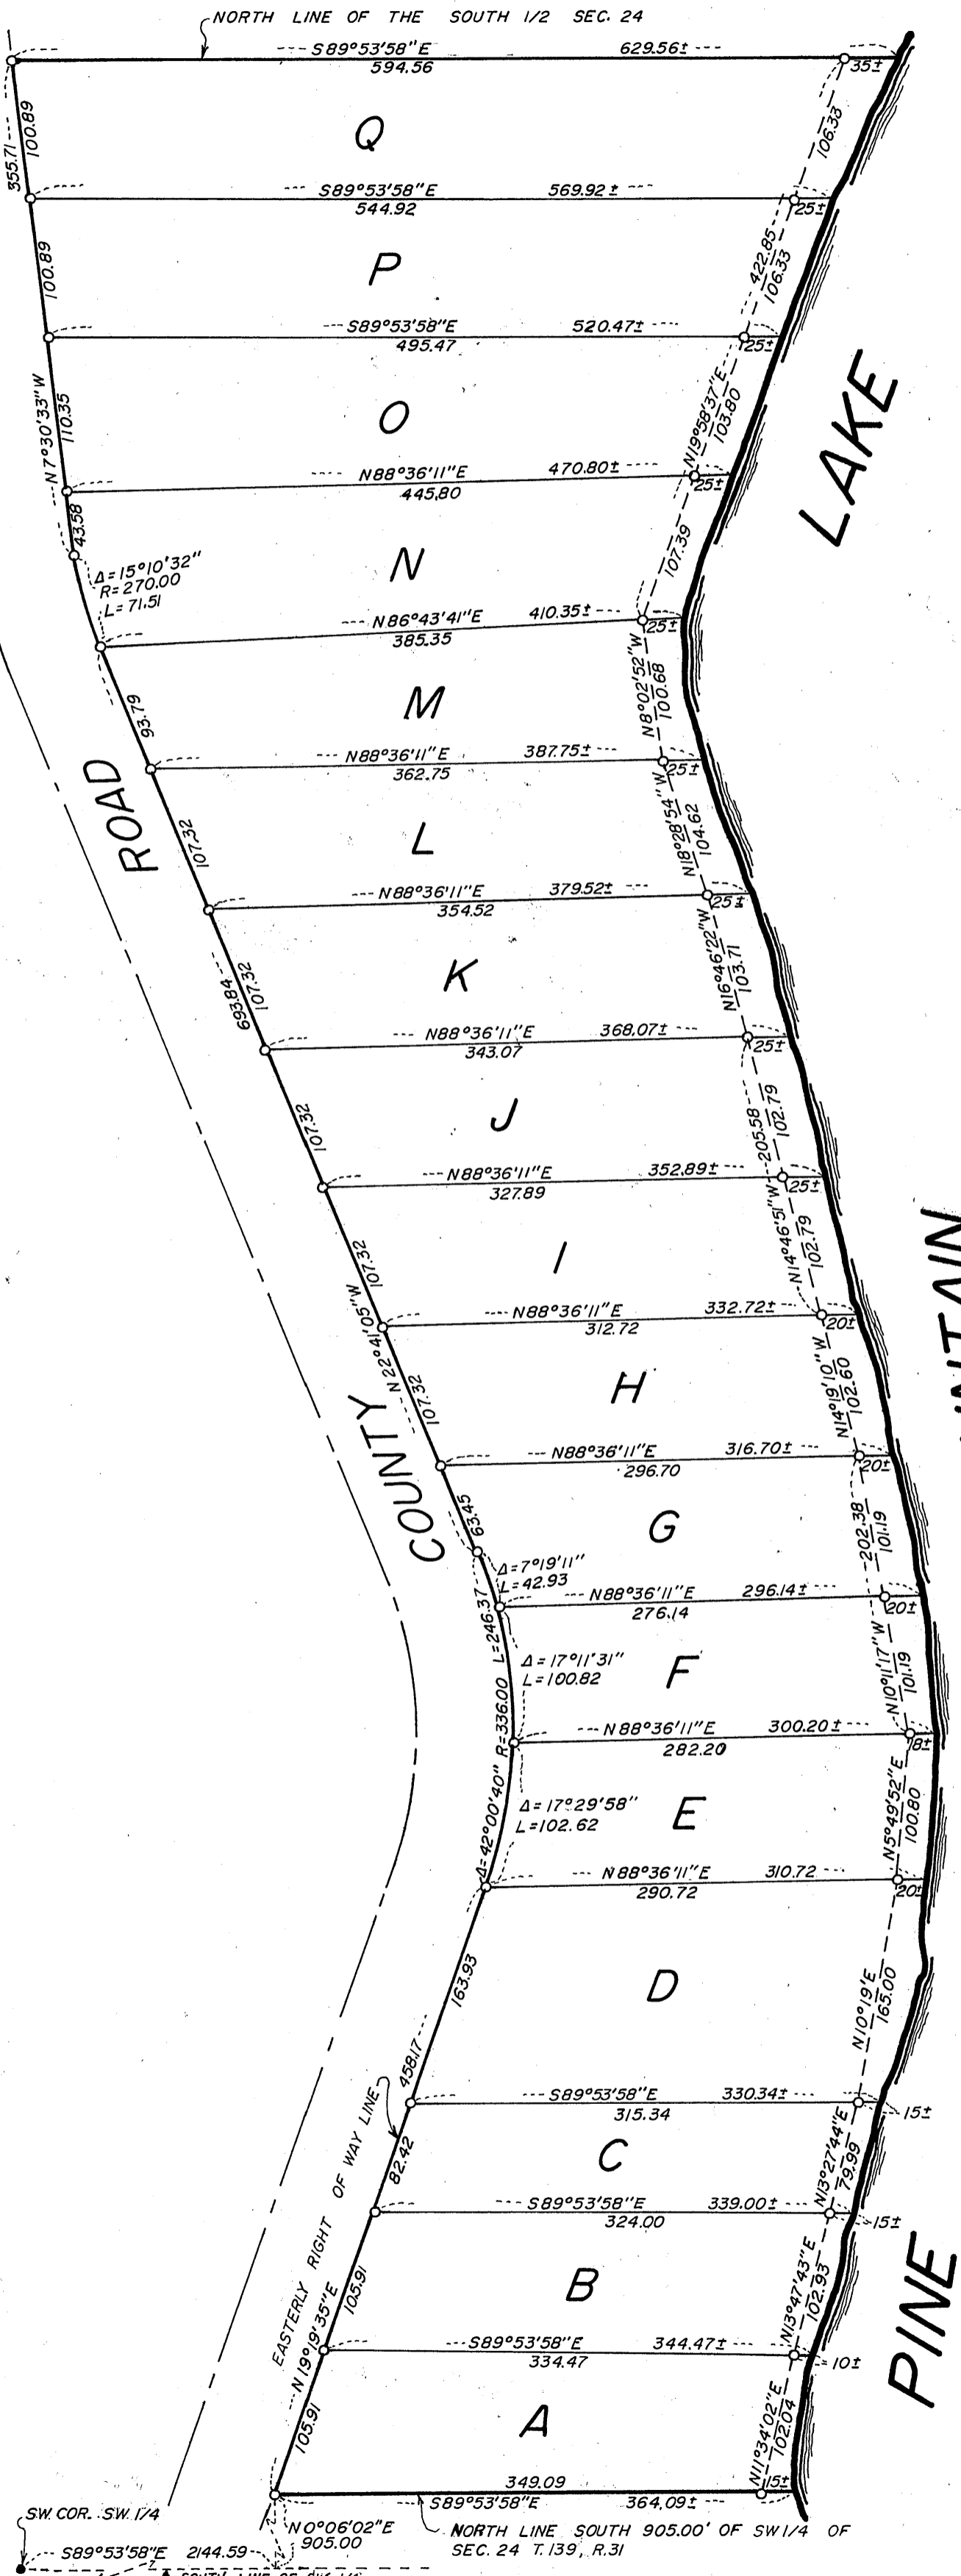 NORTH LINE OF THE SOUTH 1/2 SEC. 24
S89°53'58"E 629.56±
594.56
35±
355.71
100.89
Q
106.33
S89°53'58"E 569.92±
544.92
25±
100.89
P
422.85
106.33
S89°53'58"E 520.47±
495.47
25±
N7°30'33"W
110.35
O
N19°58'37"E
103.80
LAKE
N88°36'11"E 470.80±
445.80
25±
43.58
Δ=15°10'32"
R=270.00
L=71.51
N
107.39
N86°43'41"E 410.35±
385.35
25±
93.79
M
N8°02'52"W
100.68
N88°36'11"E 387.75±
362.75
25±
ROAD
107.32
L
N18°28'54"W
104.62
N88°36'11"E 379.52±
354.52
25±
693.84
107.32
K
N16°46'22"W
103.71
N88°36'11"E 368.07±
343.07
25±
107.32
J
205.58
102.79
N88°36'11"E 352.89±
327.89
25±
107.32
I
N14°46'51"W
102.79
N88°36'11"E 332.72±
312.72
20±
N22°41'05"W
107.32
H
N14°19'10"W
102.60
N88°36'11"E 316.70±
296.70
20±
COUNTY
63.45
G
202.38
101.19
Δ=7°19'11"
L=42.93
N88°36'11"E 296.14±
276.14
20±
Δ=42°00'40" R=336.00 L=246.37
Δ=17°11'31"
L=100.82
F
N10°11'17"W
101.19
N88°36'11"E 300.20±
282.20
18±
Δ=17°29'58"
L=102.62
E
N5°49'52"E
100.80
N88°36'11"E 310.72
290.72
20±
163.93
D
N10°19'E
165.00
458.17
S89°53'58"E 330.34±
315.34
15±
EASTERLY RIGHT OF WAY LINE
82.42
C
N13°27'44"E
79.99
S89°53'58"E 339.00±
324.00
15±
105.91
B
N13°47'43"E
102.93
PINE
N19°19'35"E
S89°53'58"E 344.47±
334.47
10±
105.91
A
N11°34'02"E
102.04
349.09
15±
S89°53'58"E 364.09±
SW. COR. SW 1/4
N0°06'02"E
905.00
NORTH LINE SOUTH 905.00' OF SW1/4 OF
SEC. 24 T.139, R.31
S89°53'58"E 2144.59